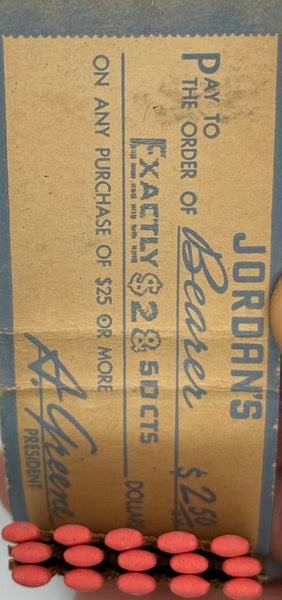 JORDAN'S
PAY TO
THE ORDER OF Bearer $2.50
EXACTLY $2 & 50 CTS
DOLLA
ON ANY PURCHASE OF $25 OR MORE
A. Greene
PRESIDENT